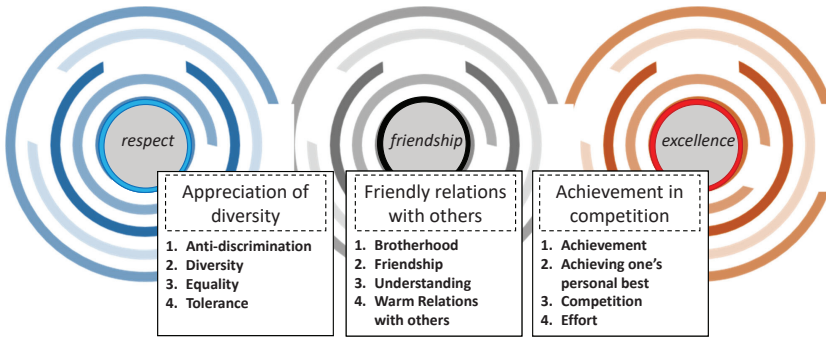 respect
friendship
excellence
Appreciation of
diversity
1. Anti-discrimination
2. Diversity
3. Equality
4. Tolerance
Friendly relations
with others
1. Brotherhood
2. Friendship
3. Understanding
4. Warm Relations
with others
Achievement in
competition
1. Achievement
2. Achieving one's
personal best
3. Competition
4. Effort